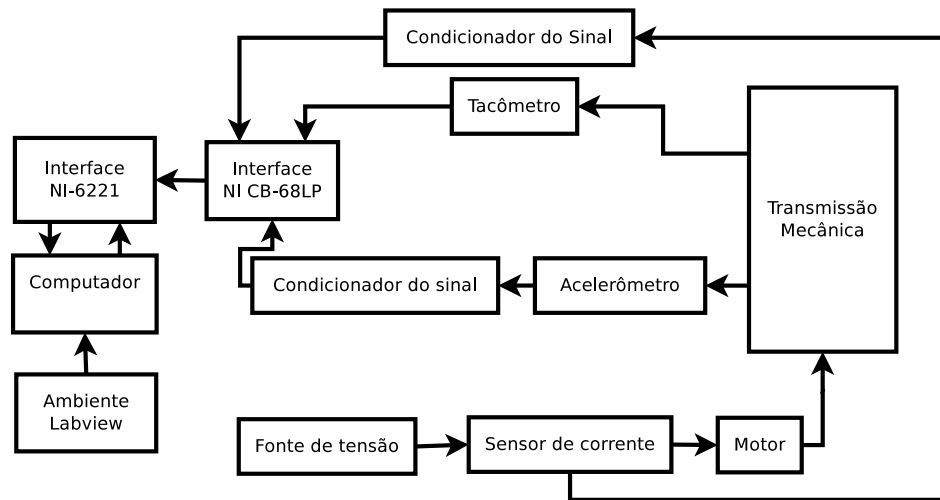 Condicionador do Sinal
Tacômetro
Interface
NI-6221
Interface
NI CB-68LP
Transmissão
Mecânica
Computador
Condicionador do sinal
Acelerômetro
Ambiente
Labview
Fonte de tensão
Sensor de corrente
Motor